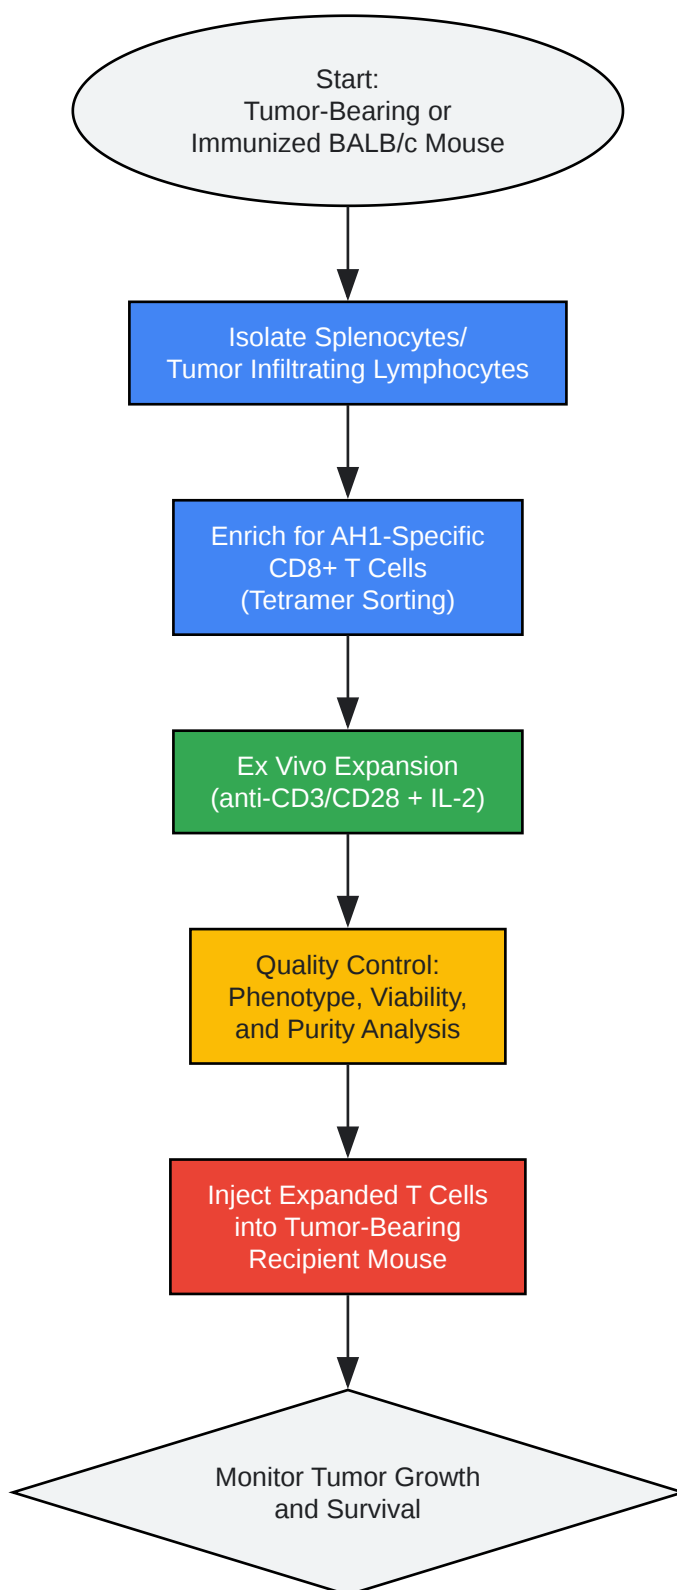 Start:
Tumor-Bearing or
Immunized BALB/c Mouse
Isolate Splenocytes/
Tumor Infiltrating Lymphocytes
Enrich for AH1-Specific
CD8+ T Cells
(Tetramer Sorting)
Ex Vivo Expansion
(anti-CD3/CD28 + IL-2)
Quality Control:
Phenotype, Viability,
and Purity Analysis
Inject Expanded T Cells
into Tumor-Bearing
Recipient Mouse
Monitor Tumor Growth
and Survival